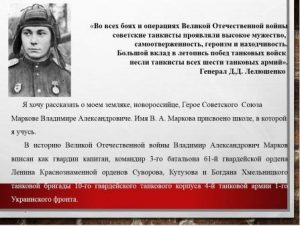 «Во всех боях и операциях Великой Отечественной войны
советские танкисты проявляли высокое мужество,
самоотверженность, героизм и находчивость.
Большой вклад в летопись побед танковых войск
несли танкисты всех шести танковых армий».
Генерал Д.Д. Лелюшенко
Я хочу рассказать о моем земляке, новороссийце, Герое Советского Союза
Маркове Владимире Александровиче. Имя В. А. Маркова присвоено школе, в которой
я учусь.
В историю Великой Отечественной войны Владимир Александрович Марков
вписан как гвардии капитан, командир 3-го батальона 61-й гвардейской ордена
Ленина Краснознаменной орденов Суворова, Кутузова и Богдана Хмельницкого
танковой бригады 10-го гвардейского танкового корпуса 4-й танковой армии 1-го
Украинского фронта.